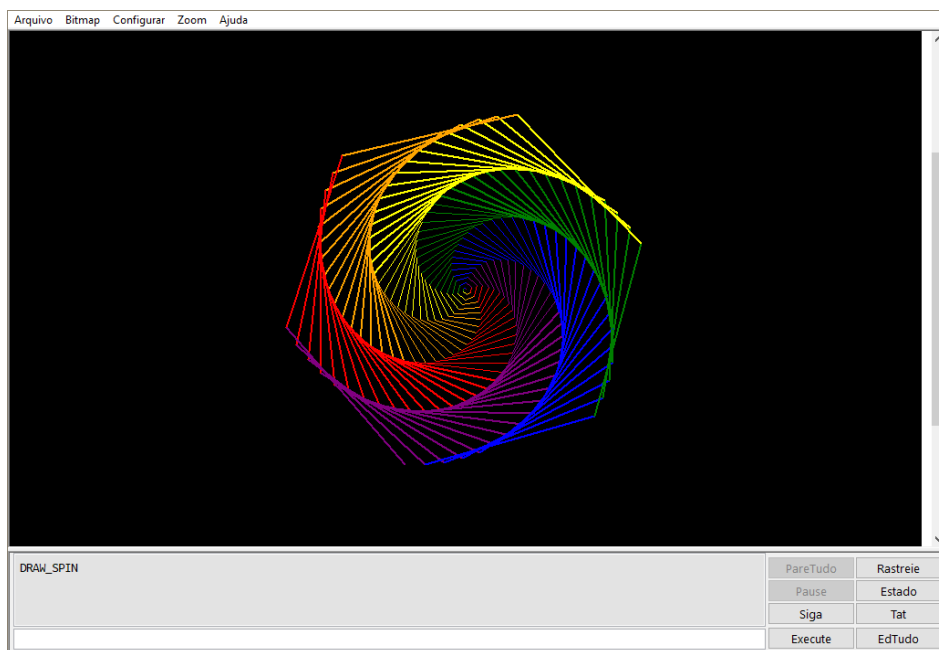 Arquivo Bitmap Configurar Zoom Ajuda
DRAW_SPIN
PareTudo Rastreie
Pause Estado
Siga Tat
Execute EdTudo